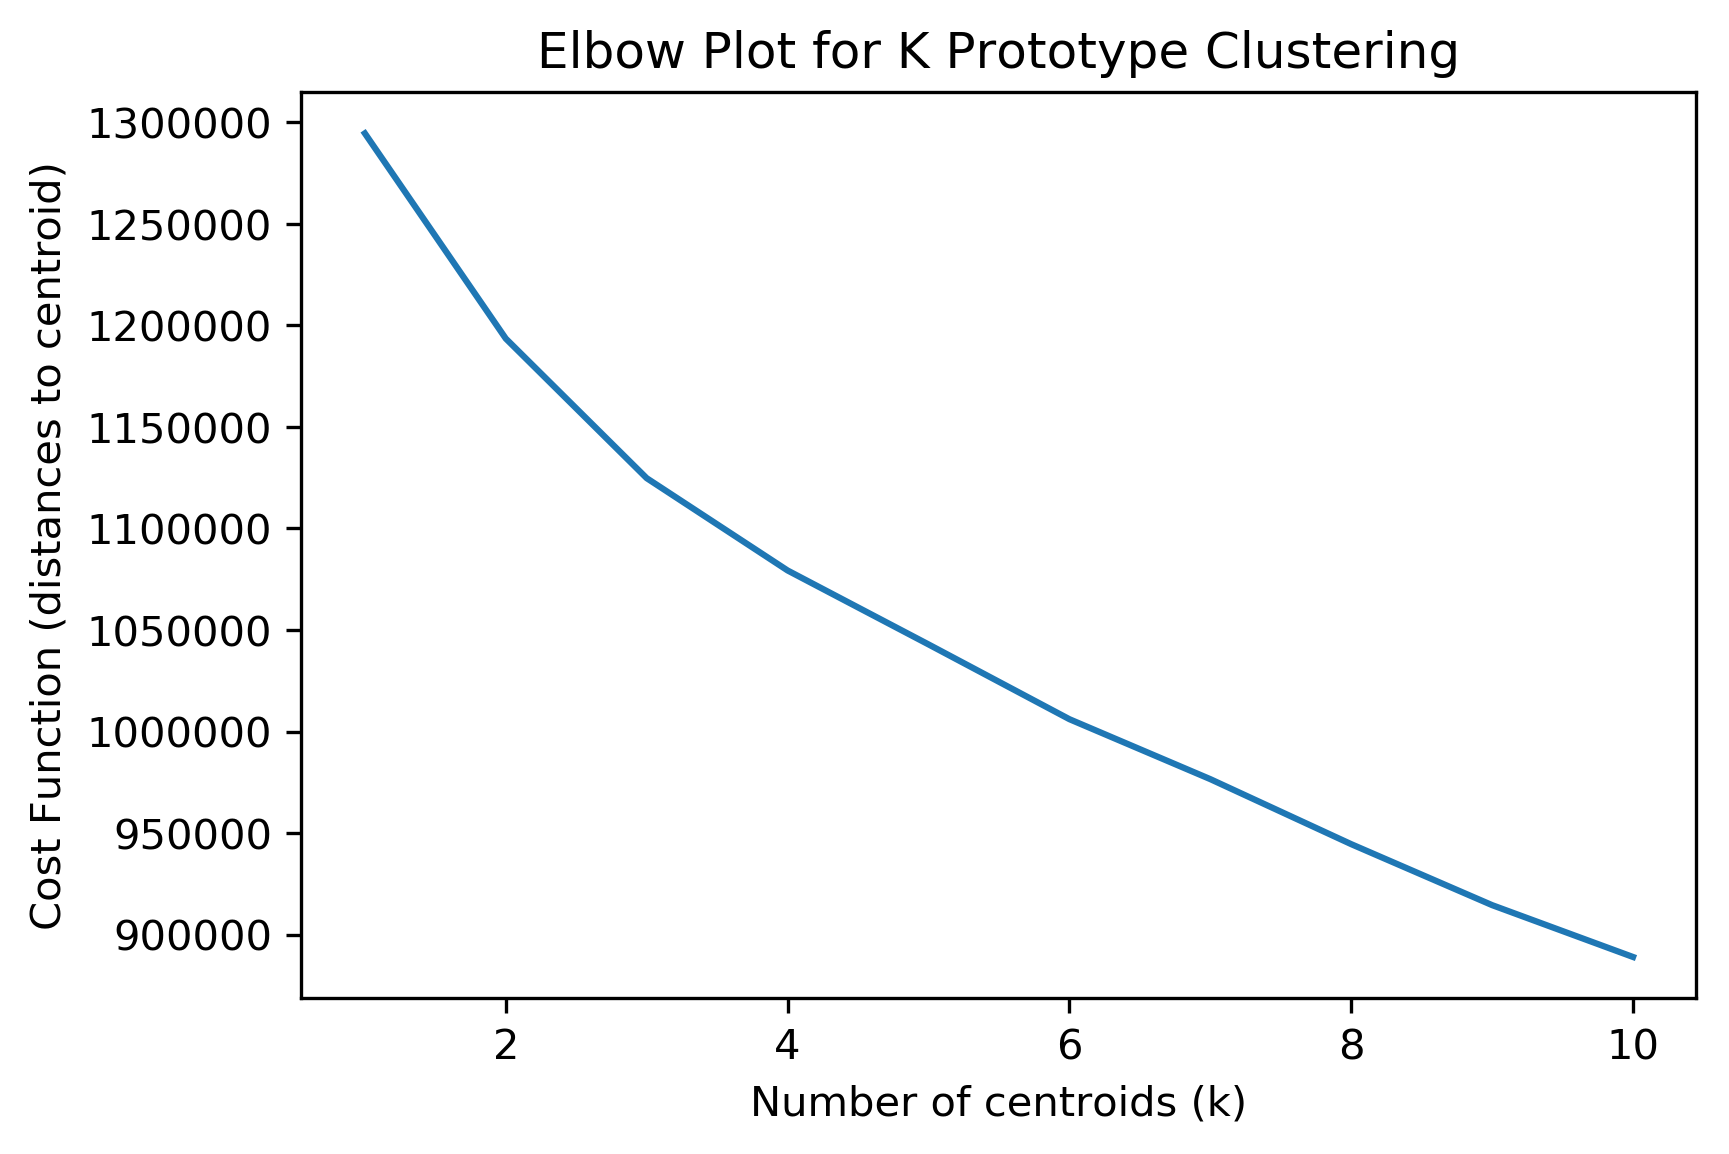 Elbow Plot for K Prototype Clustering
Cost Function (distances to centroid)
1300000
1250000
1200000
1150000
1100000
1050000
1000000
950000
900000
2 4 6 8 10
Number of centroids (k)